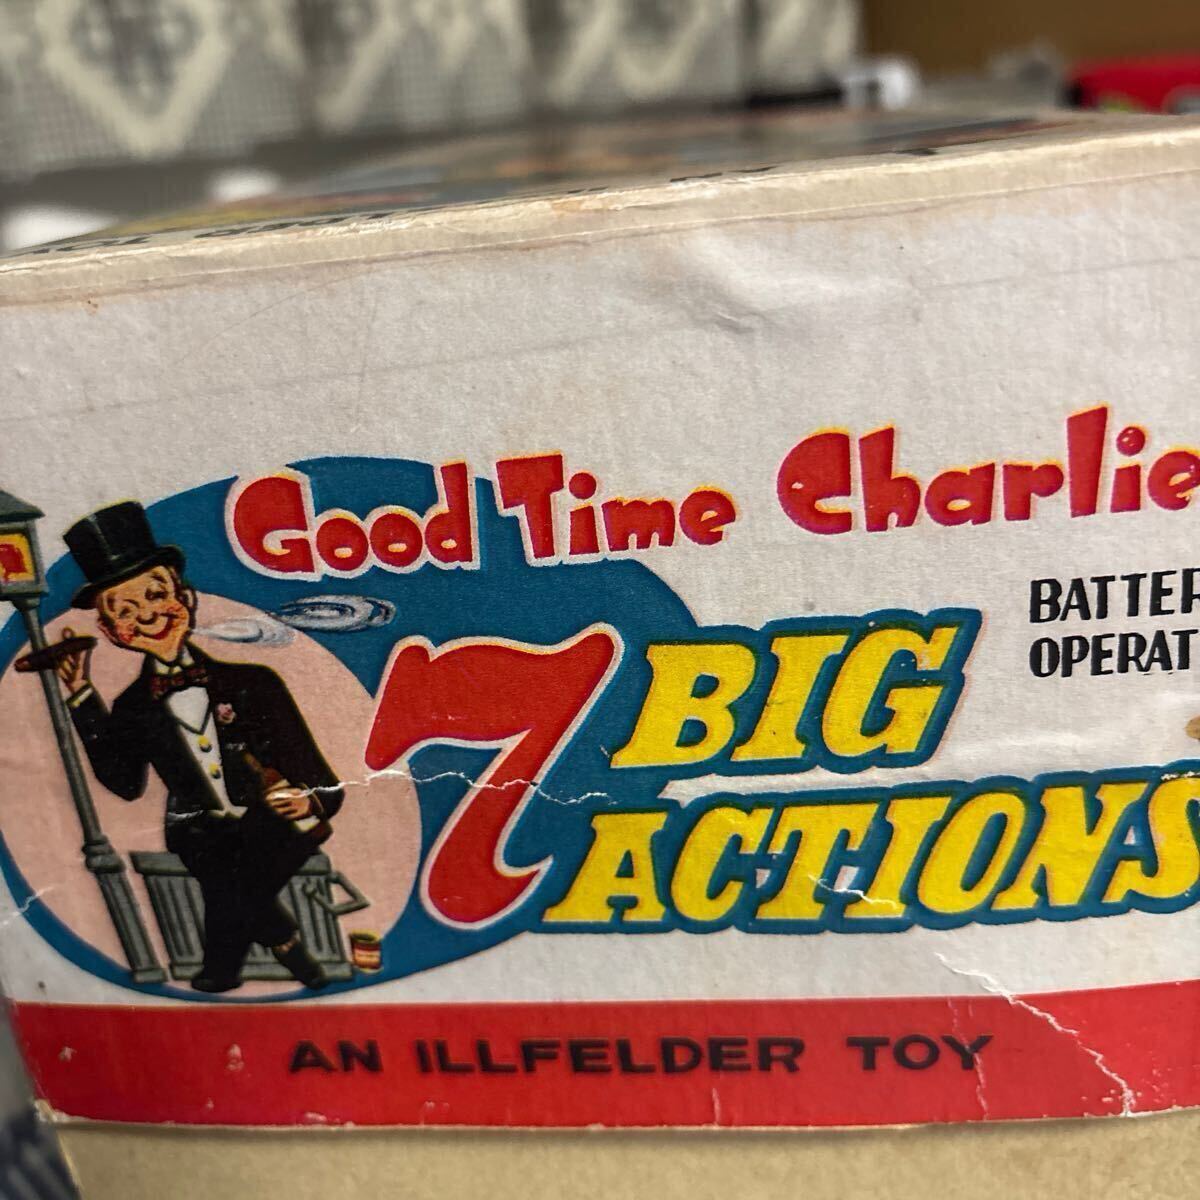 Good Time Charlie
BATTER
OPERAT
7 BIG
ACTIONS
AN ILLFELDER TOY